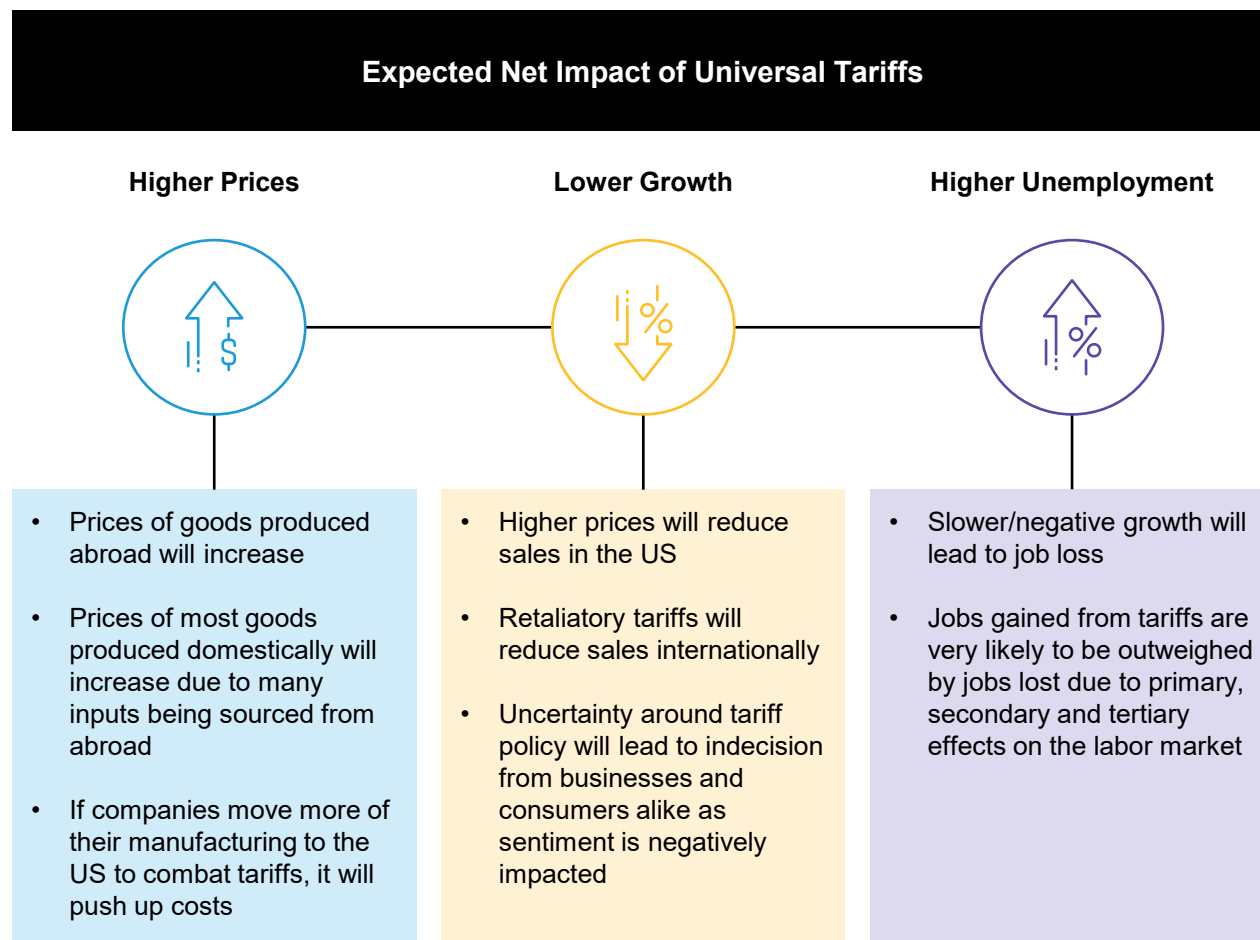 Expected Net Impact of Universal Tariffs
Higher Prices
Lower Growth
Higher Unemployment
$
%
%
• Prices of goods produced
abroad will increase
• Prices of most goods
produced domestically will
increase due to many
inputs being sourced from
abroad
• If companies move more of
their manufacturing to the
US to combat tariffs, it will
push up costs
• Higher prices will reduce
sales in the US
• Retaliatory tariffs will
reduce sales internationally
• Uncertainty around tariff
policy will lead to indecision
from businesses and
consumers alike as
sentiment is negatively
impacted
• Slower/negative growth will
lead to job loss
• Jobs gained from tariffs are
very likely to be outweighed
by jobs lost due to primary,
secondary and tertiary
effects on the labor market